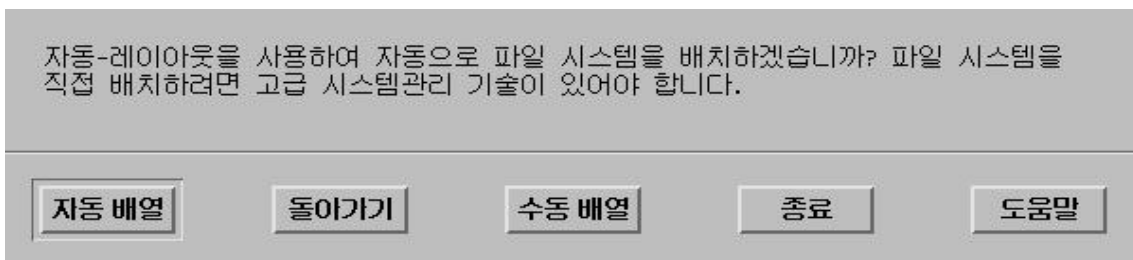 자동-레이아웃을 사용하여 자동으로 파일 시스템을 배치하겠습니까? 파일 시스템을
직접 배치하려면 고급 시스템관리 기술이 있어야 합니다.
자동 배열 돌아가기 수동 배열 종료 도움말